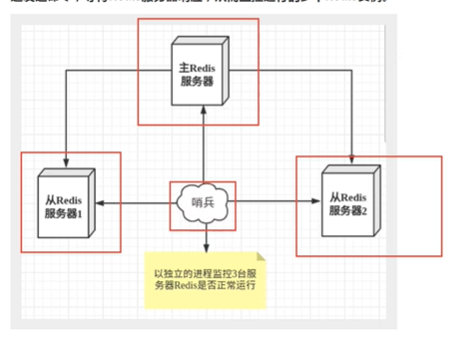 主Redis
服务器
从Redis
服务器1
哨兵
从Redis
服务器2
以独立的进程监控3台服
务器Redis是否正常运行